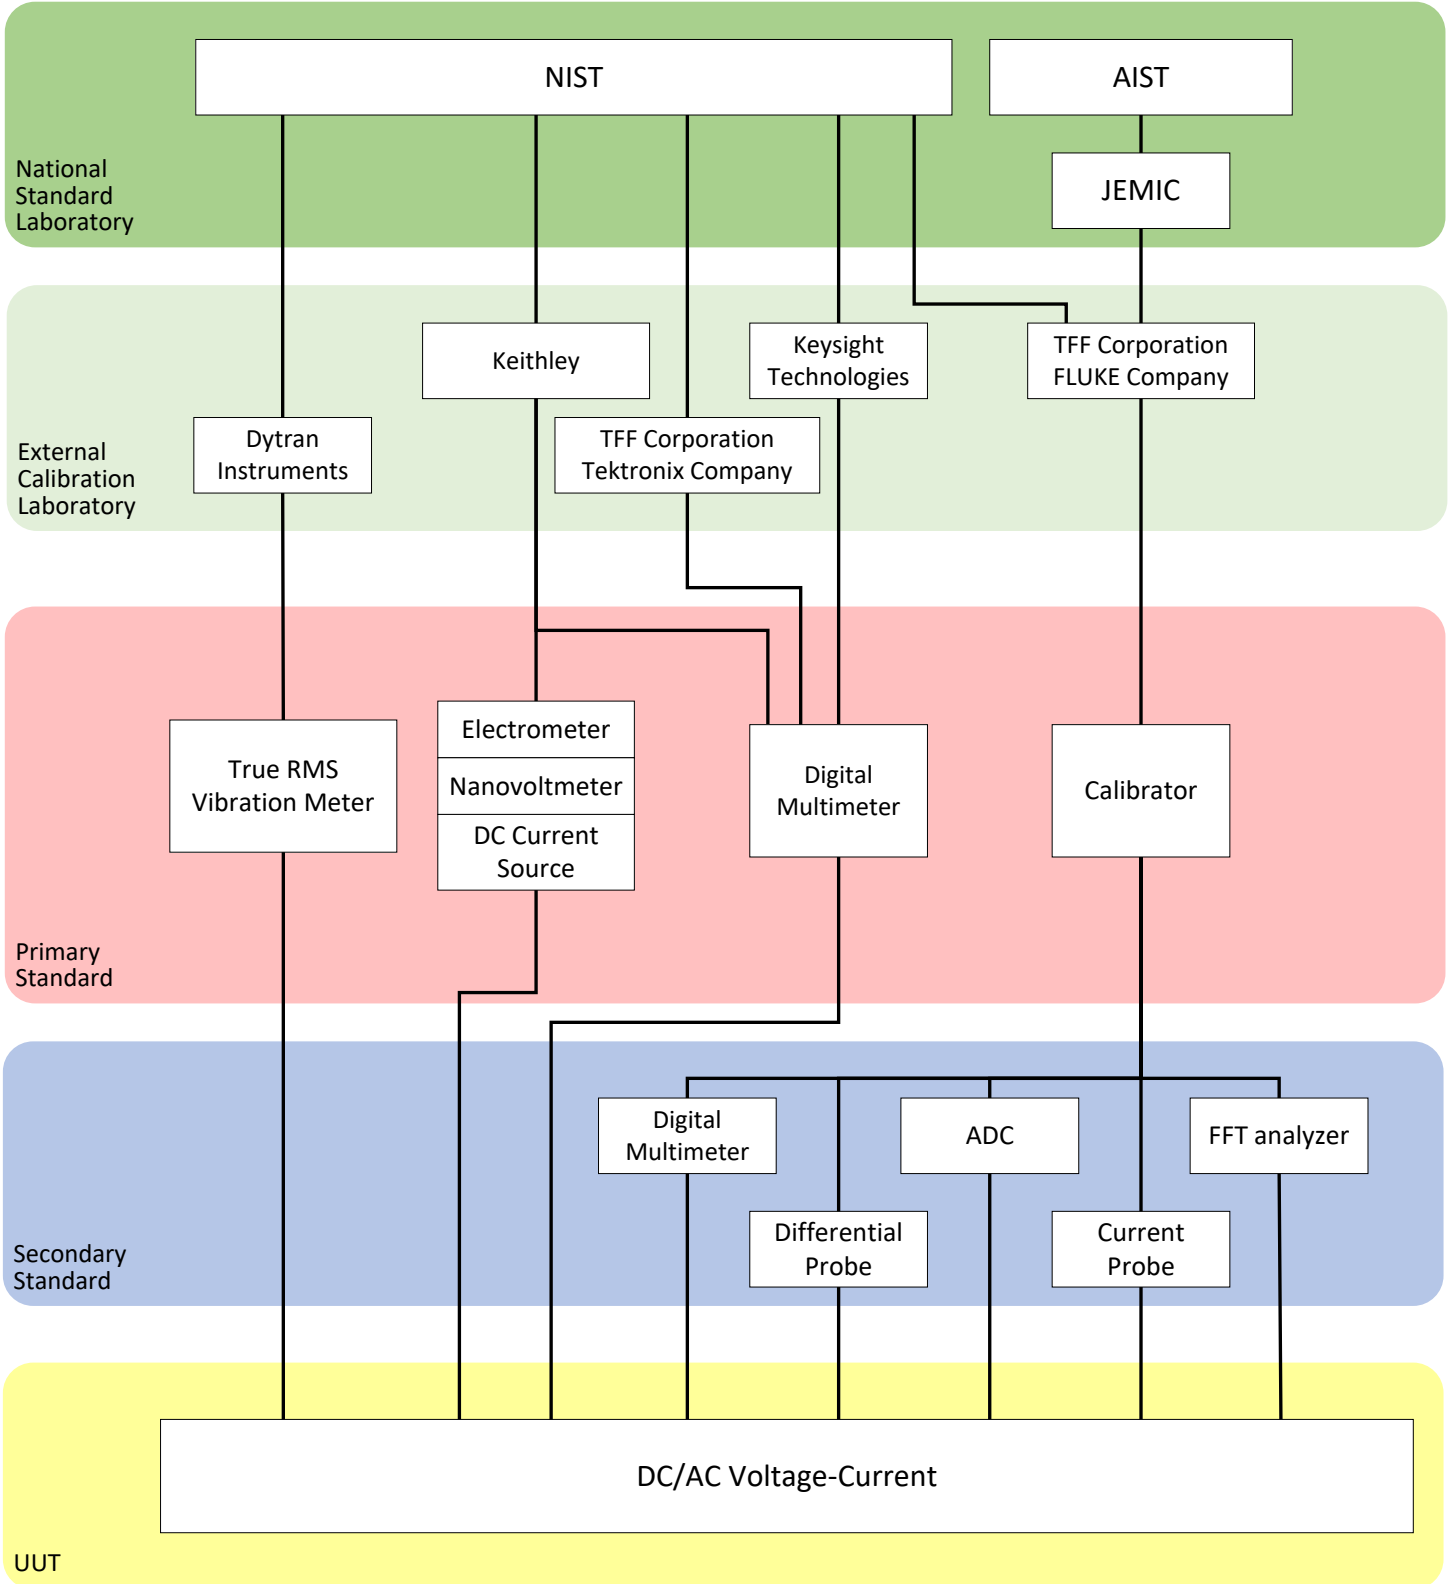 NIST
AIST
JEMIC
National
Standard
Laboratory
Keithley
Keysight
Technologies
TFF Corporation
FLUKE Company
Dytran
Instruments
TFF Corporation
Tektronix Company
External
Calibration
Laboratory
Electrometer
True RMS
Vibration Meter
Nanovoltmeter
Digital
Multimeter
Calibrator
DC Current
Source
Primary
Standard
Digital
Multimeter
ADC
FFT analyzer
Differential
Probe
Current
Probe
Secondary
Standard
DC/AC Voltage-Current
UUT